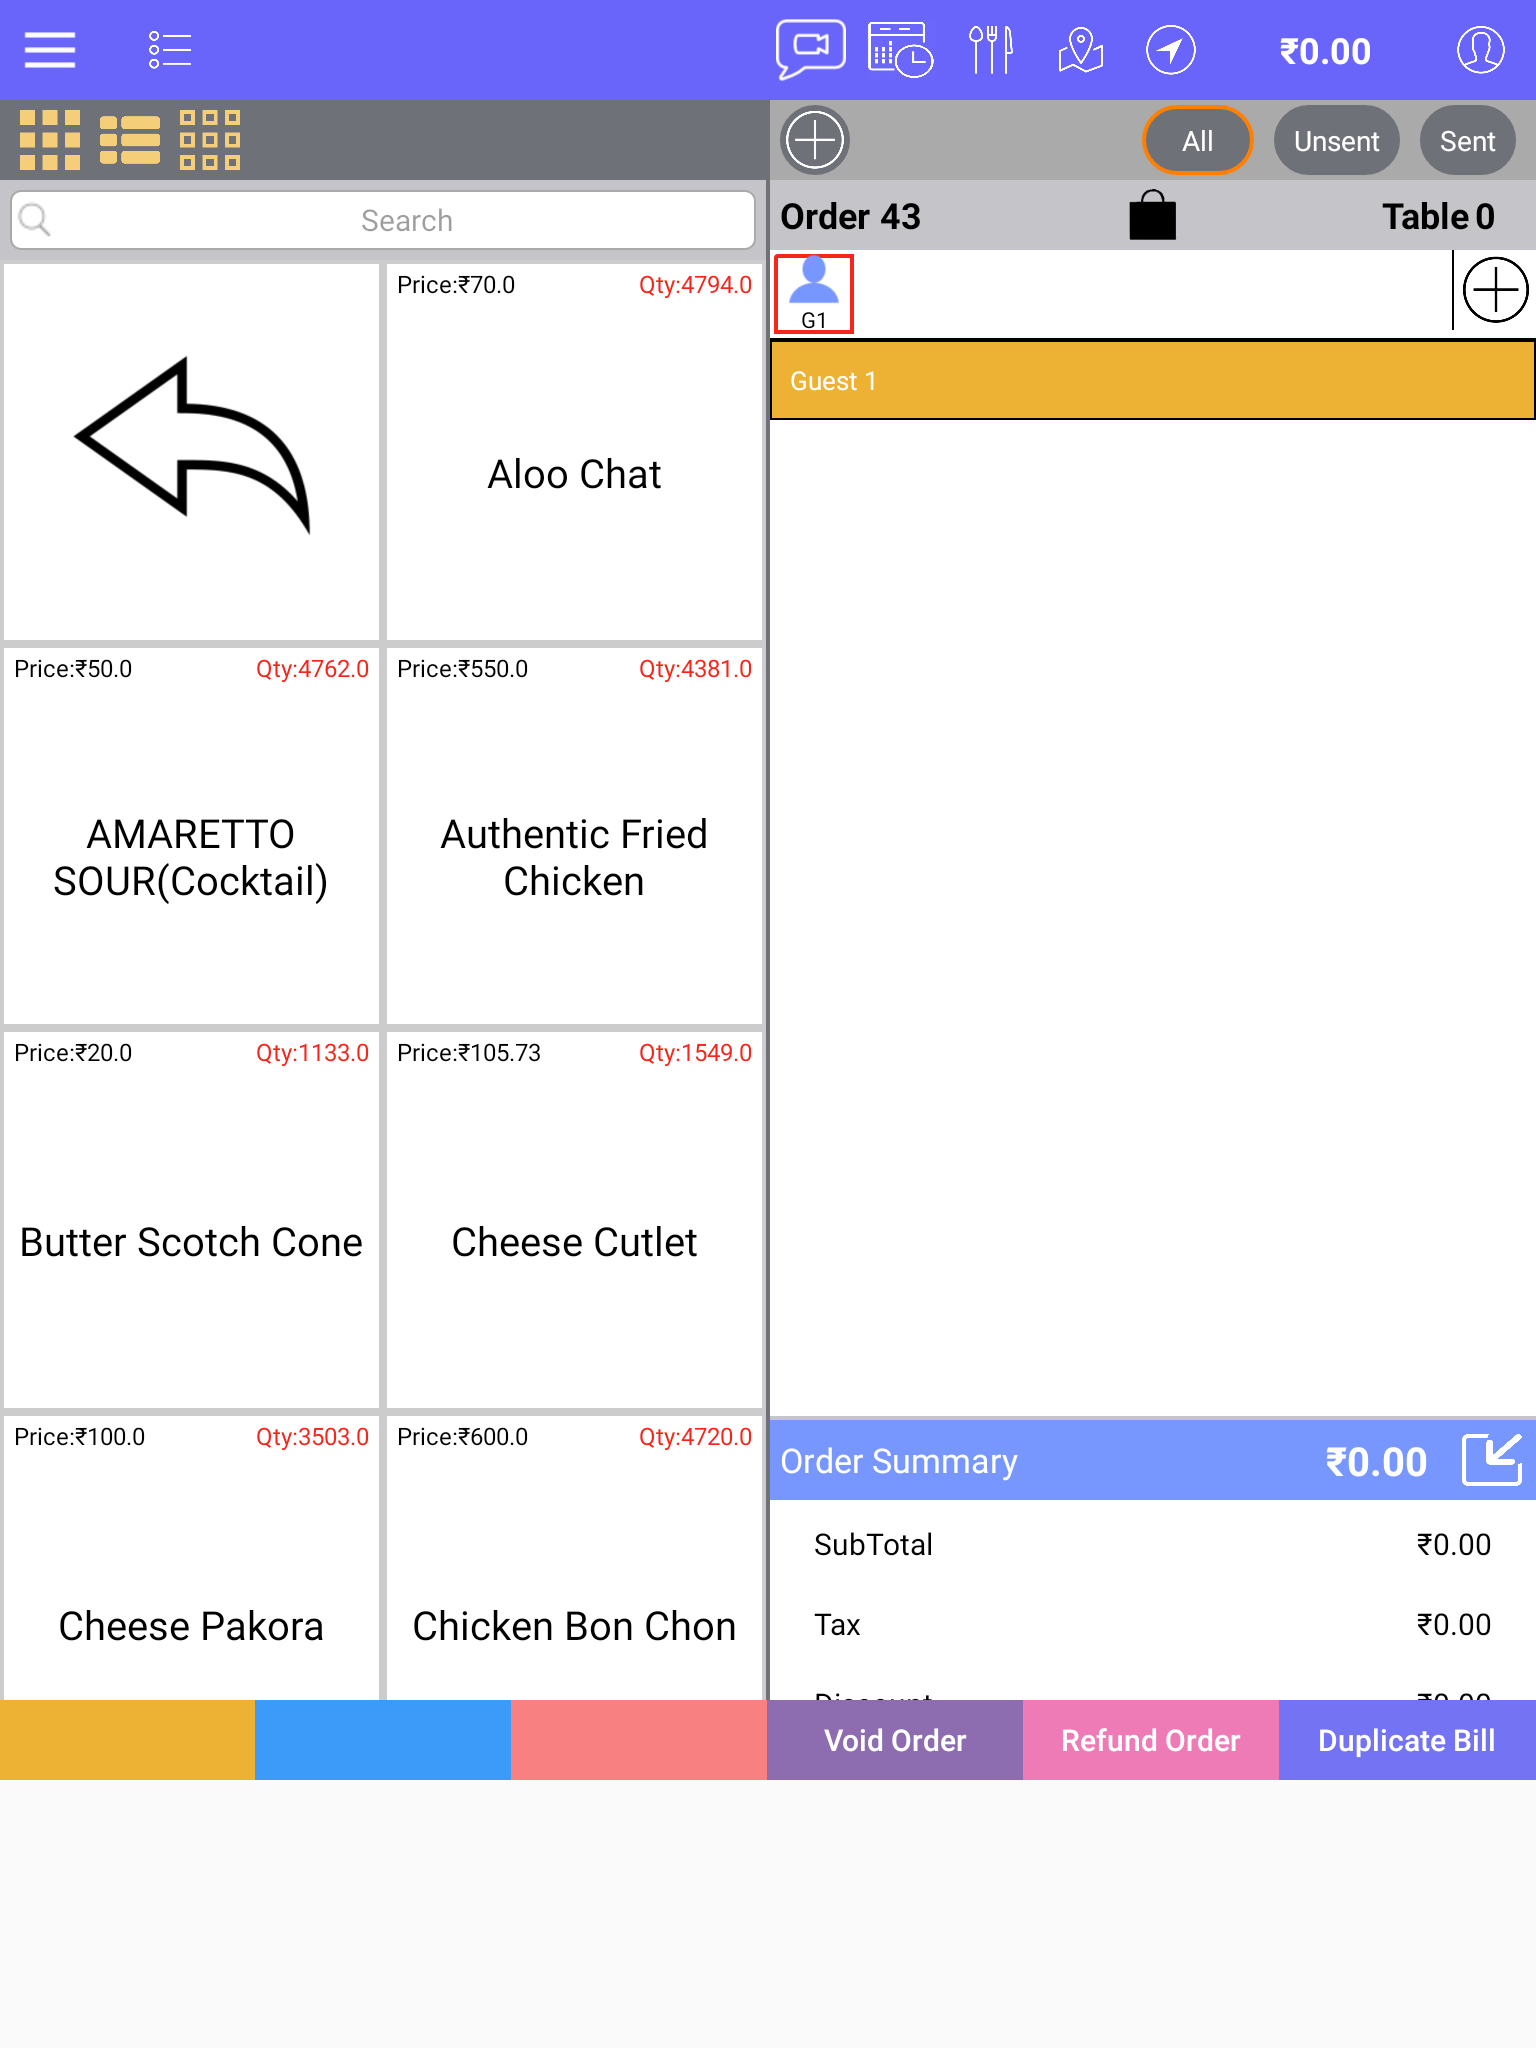 ₹0.00
All
Unsent
Sent
Search
Order 43
Table 0
G1
Guest 1
Price:₹70.0 Qty:4794.0
Aloo Chat
Price:₹50.0 Qty:4762.0
AMARETTO
SOUR(Cocktail)
Price:₹550.0 Qty:4381.0
Authentic Fried
Chicken
Price:₹20.0 Qty:1133.0
Butter Scotch Cone
Price:₹105.73 Qty:1549.0
Cheese Cutlet
Price:₹100.0 Qty:3503.0
Cheese Pakora
Price:₹600.0 Qty:4720.0
Chicken Bon Chon
Order Summary ₹0.00
SubTotal ₹0.00
Tax ₹0.00
Discount ₹0.00
Void Order
Refund Order
Duplicate Bill